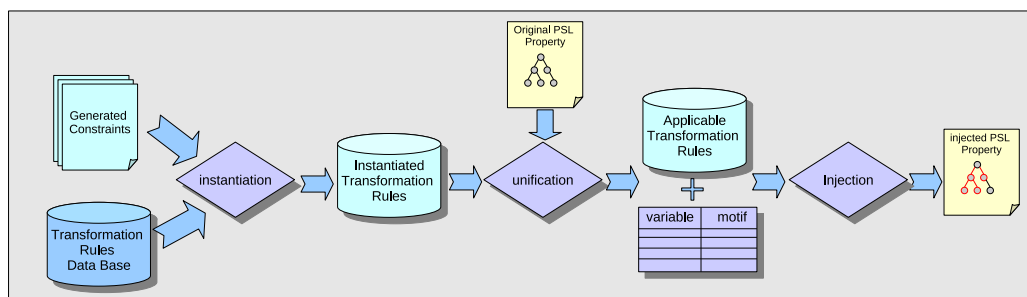 Original PSL
Property
Generated
Constraints
Transformation
Rules
Data Base
instantiation
Instantiated
Transformation
Rules
unification
Applicable
Transformation
Rules
variable motif
Injection
injected PSL
Property